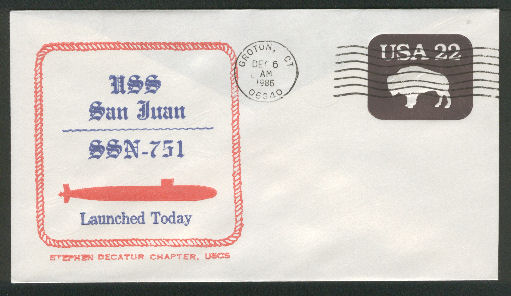 USS
San Juan
SSN-751
Launched Today
STEPHEN DECATUR CHAPTER, USCS
GROTON, CT
DEC 6
AM
1986
06340
USA 22